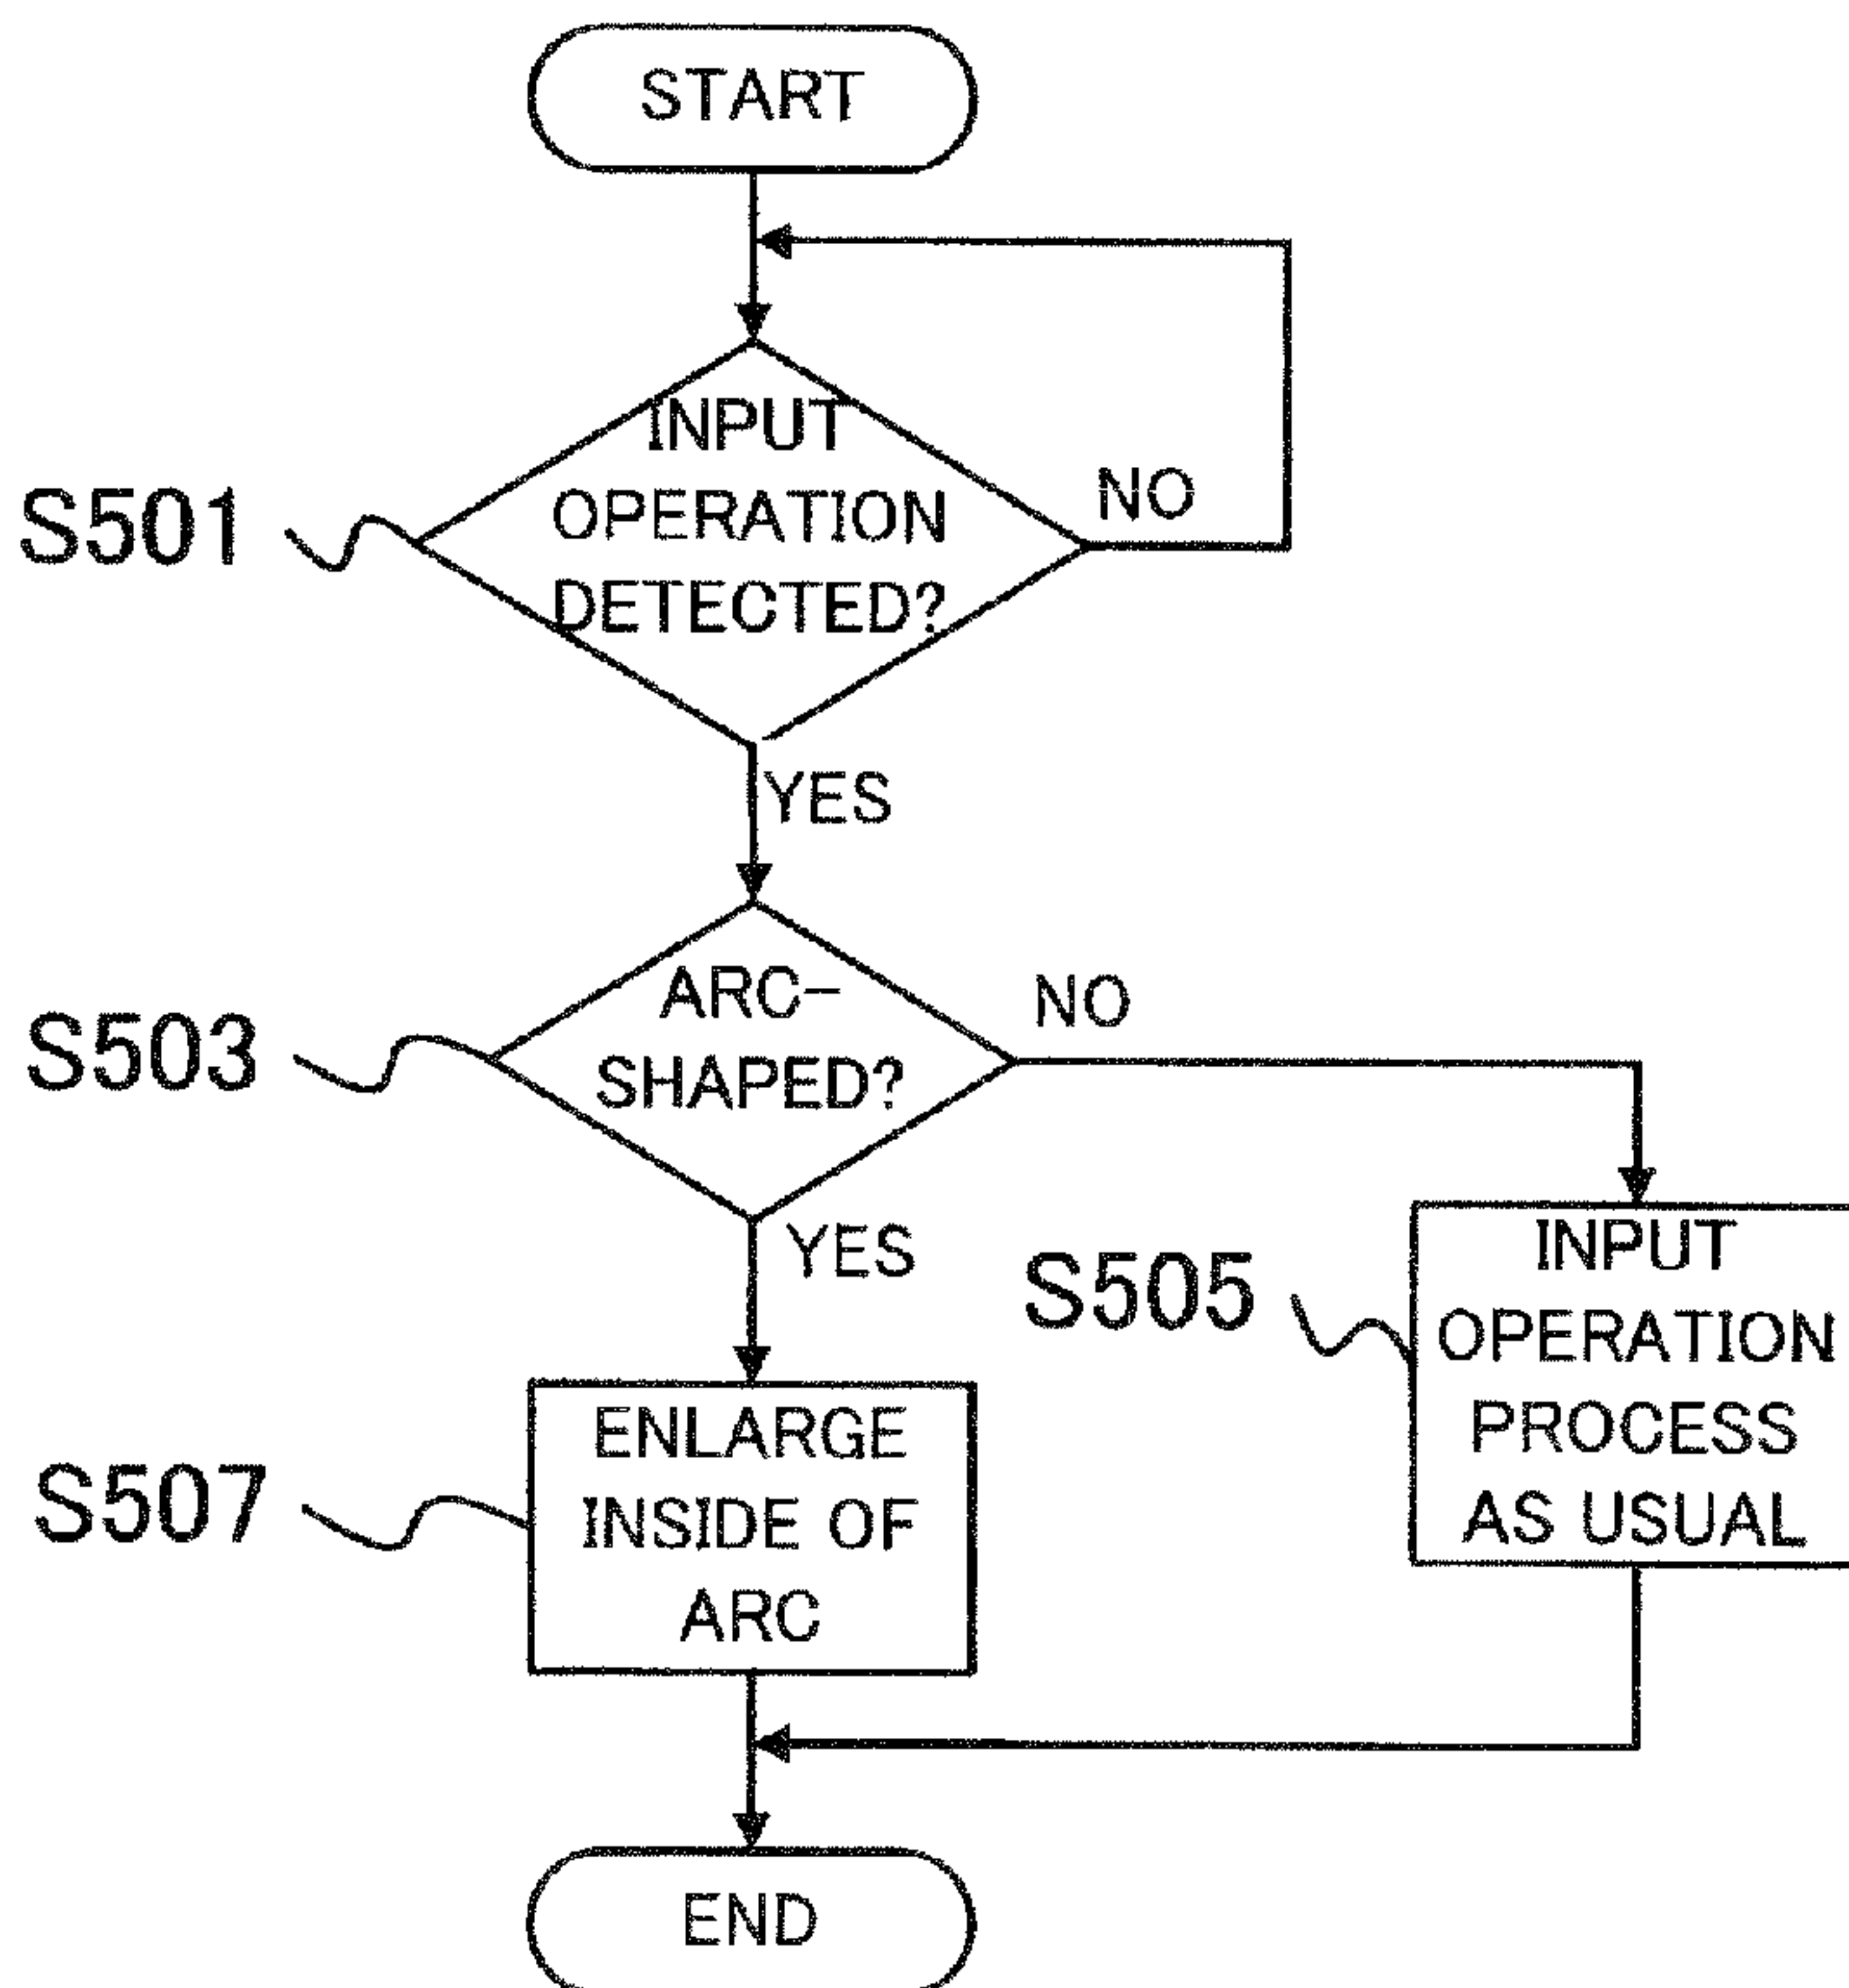 START
INPUT
OPERATION
DETECTED?
NO
S501
YES
ARC-
SHAPED?
NO
S503
YES
S505
INPUT
OPERATION
PROCESS
AS USUAL
S507
ENLARGE
INSIDE OF
ARC
END